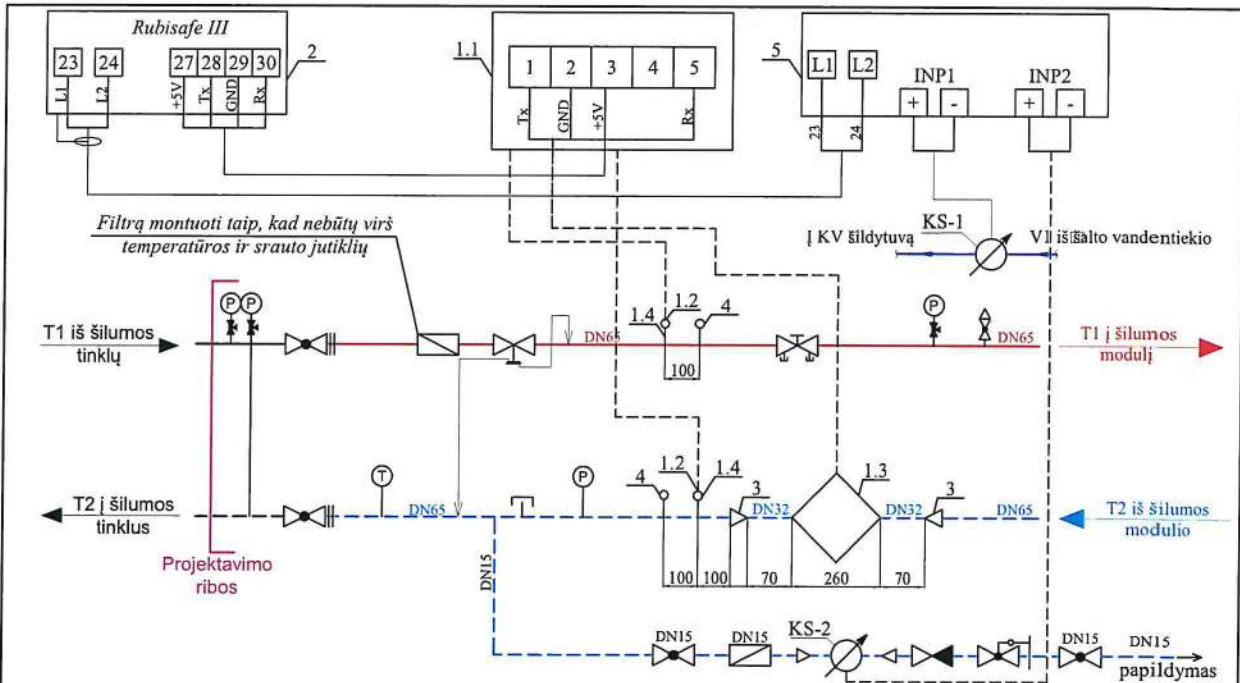 Rubisafe III
23 24 27 28 29 30
L1 L2 +5V Tx GND Rx
2
1.1
1 2 3 4 5
Tx GND +5V Rx
5
L1 L2
INP1 INP2
+ - + -
23 24
Filtrą montuoti taip, kad nebūtų virš
temperatūros ir srauto jutiklių
KS-1
Į KV šildytuvą
V1 iš šalto vandentiekio
P P
1.2
1.4
4
P
T1 iš šilumos
tinklų
DN65
DN65
T1 į šilumos
modulį
100
T
P
4
1.2
1.4
3
1.3
3
T2 į šilumos
tinklus
DN65
DN32
DN32
DN65
T2 iš šilumos
modulio
Projektavimo
ribos
100 100 70 260 70
DN15
DN15
DN15
KS-2
DN15
DN15
papildymas